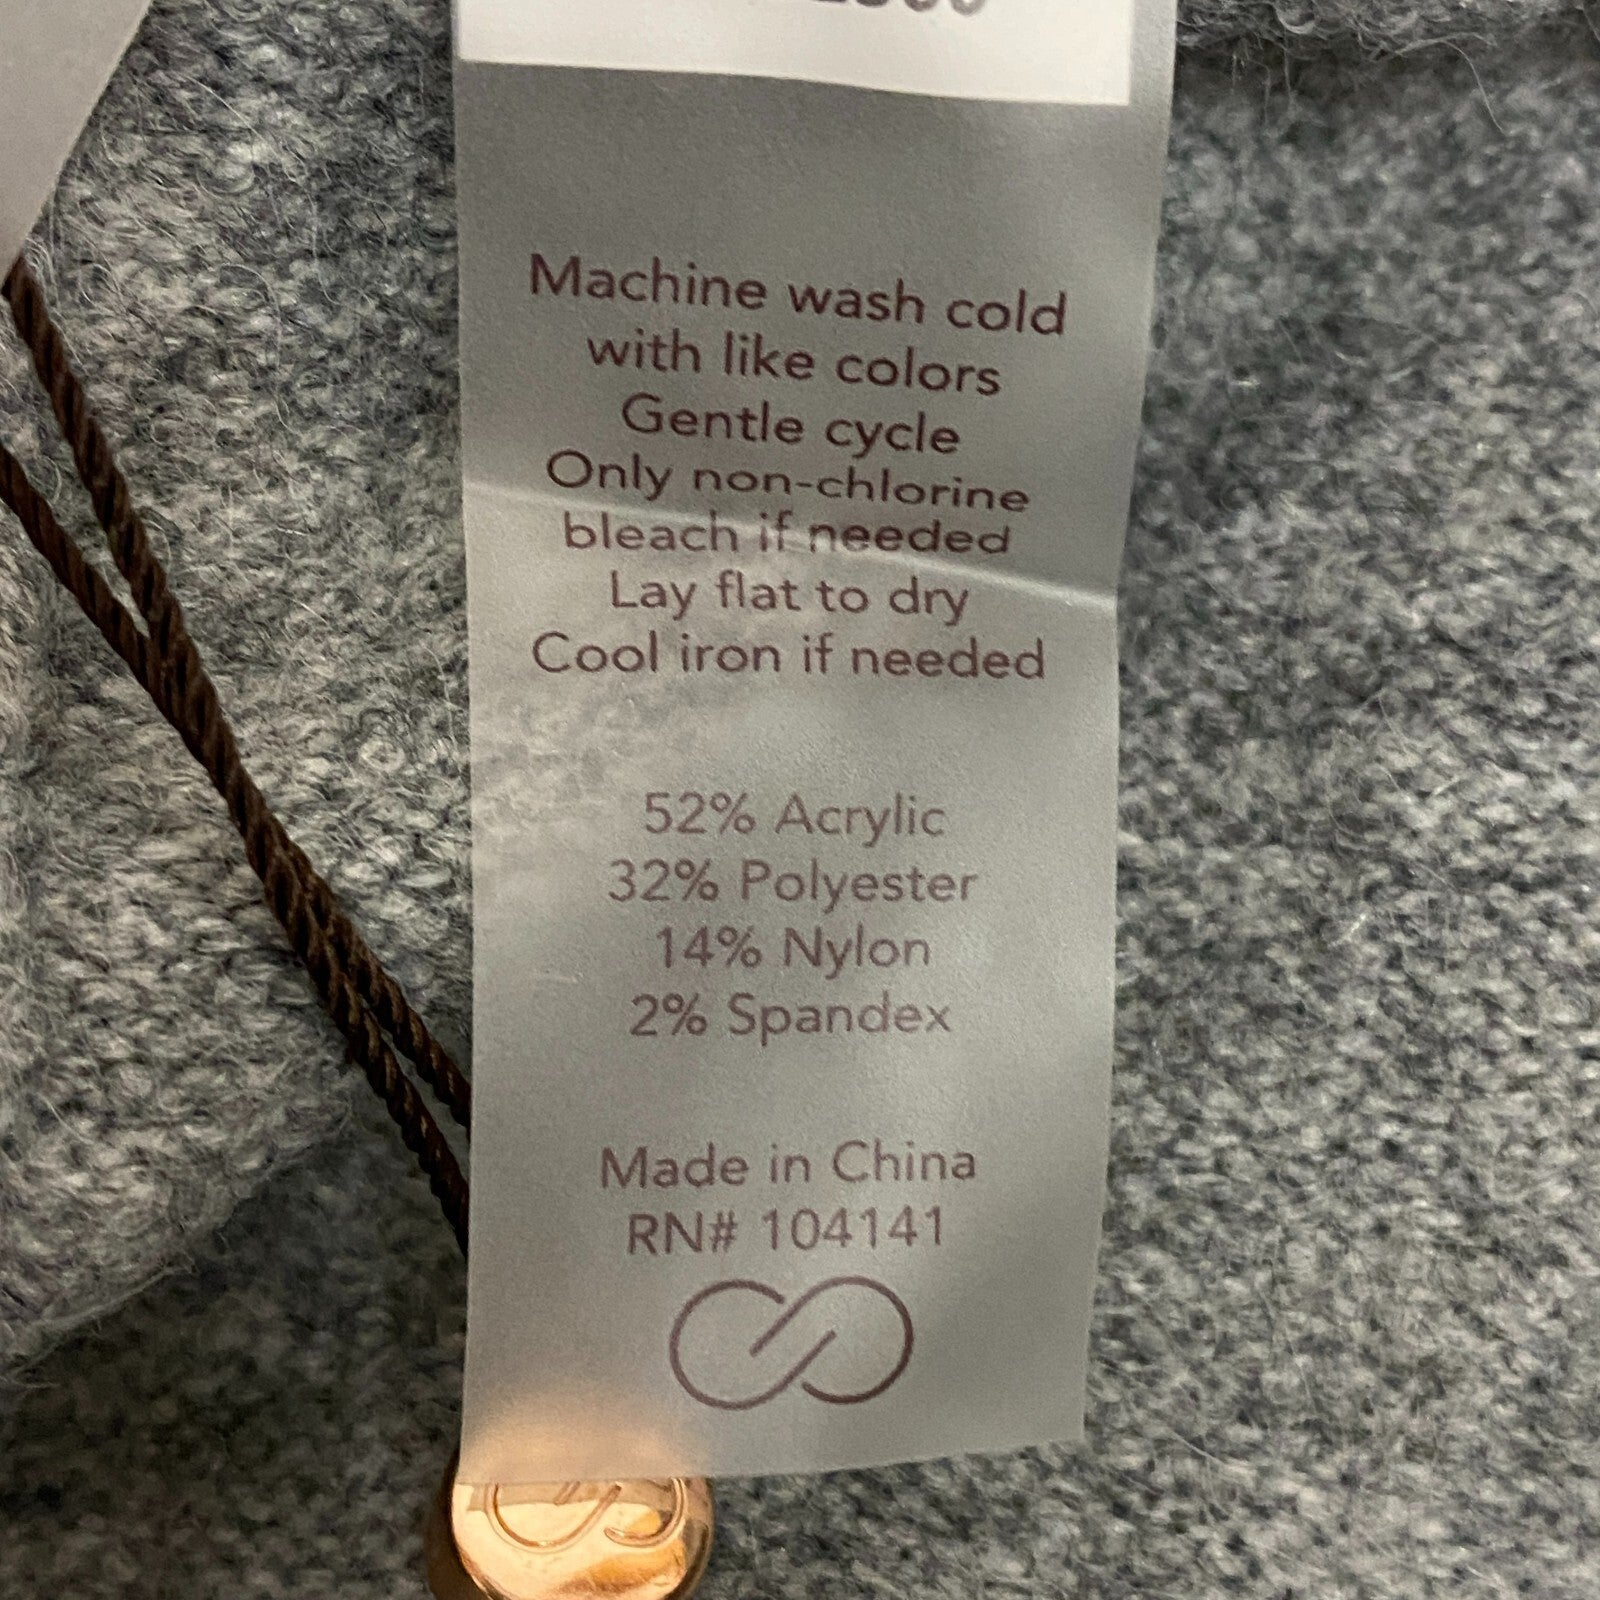 Machine wash cold
with like colors
Gentle cycle
Only non-chlorine
bleach if needed
Lay flat to dry
Cool iron if needed
52% Acrylic
32% Polyester
14% Nylon
2% Spandex
Made in China
RN# 104141